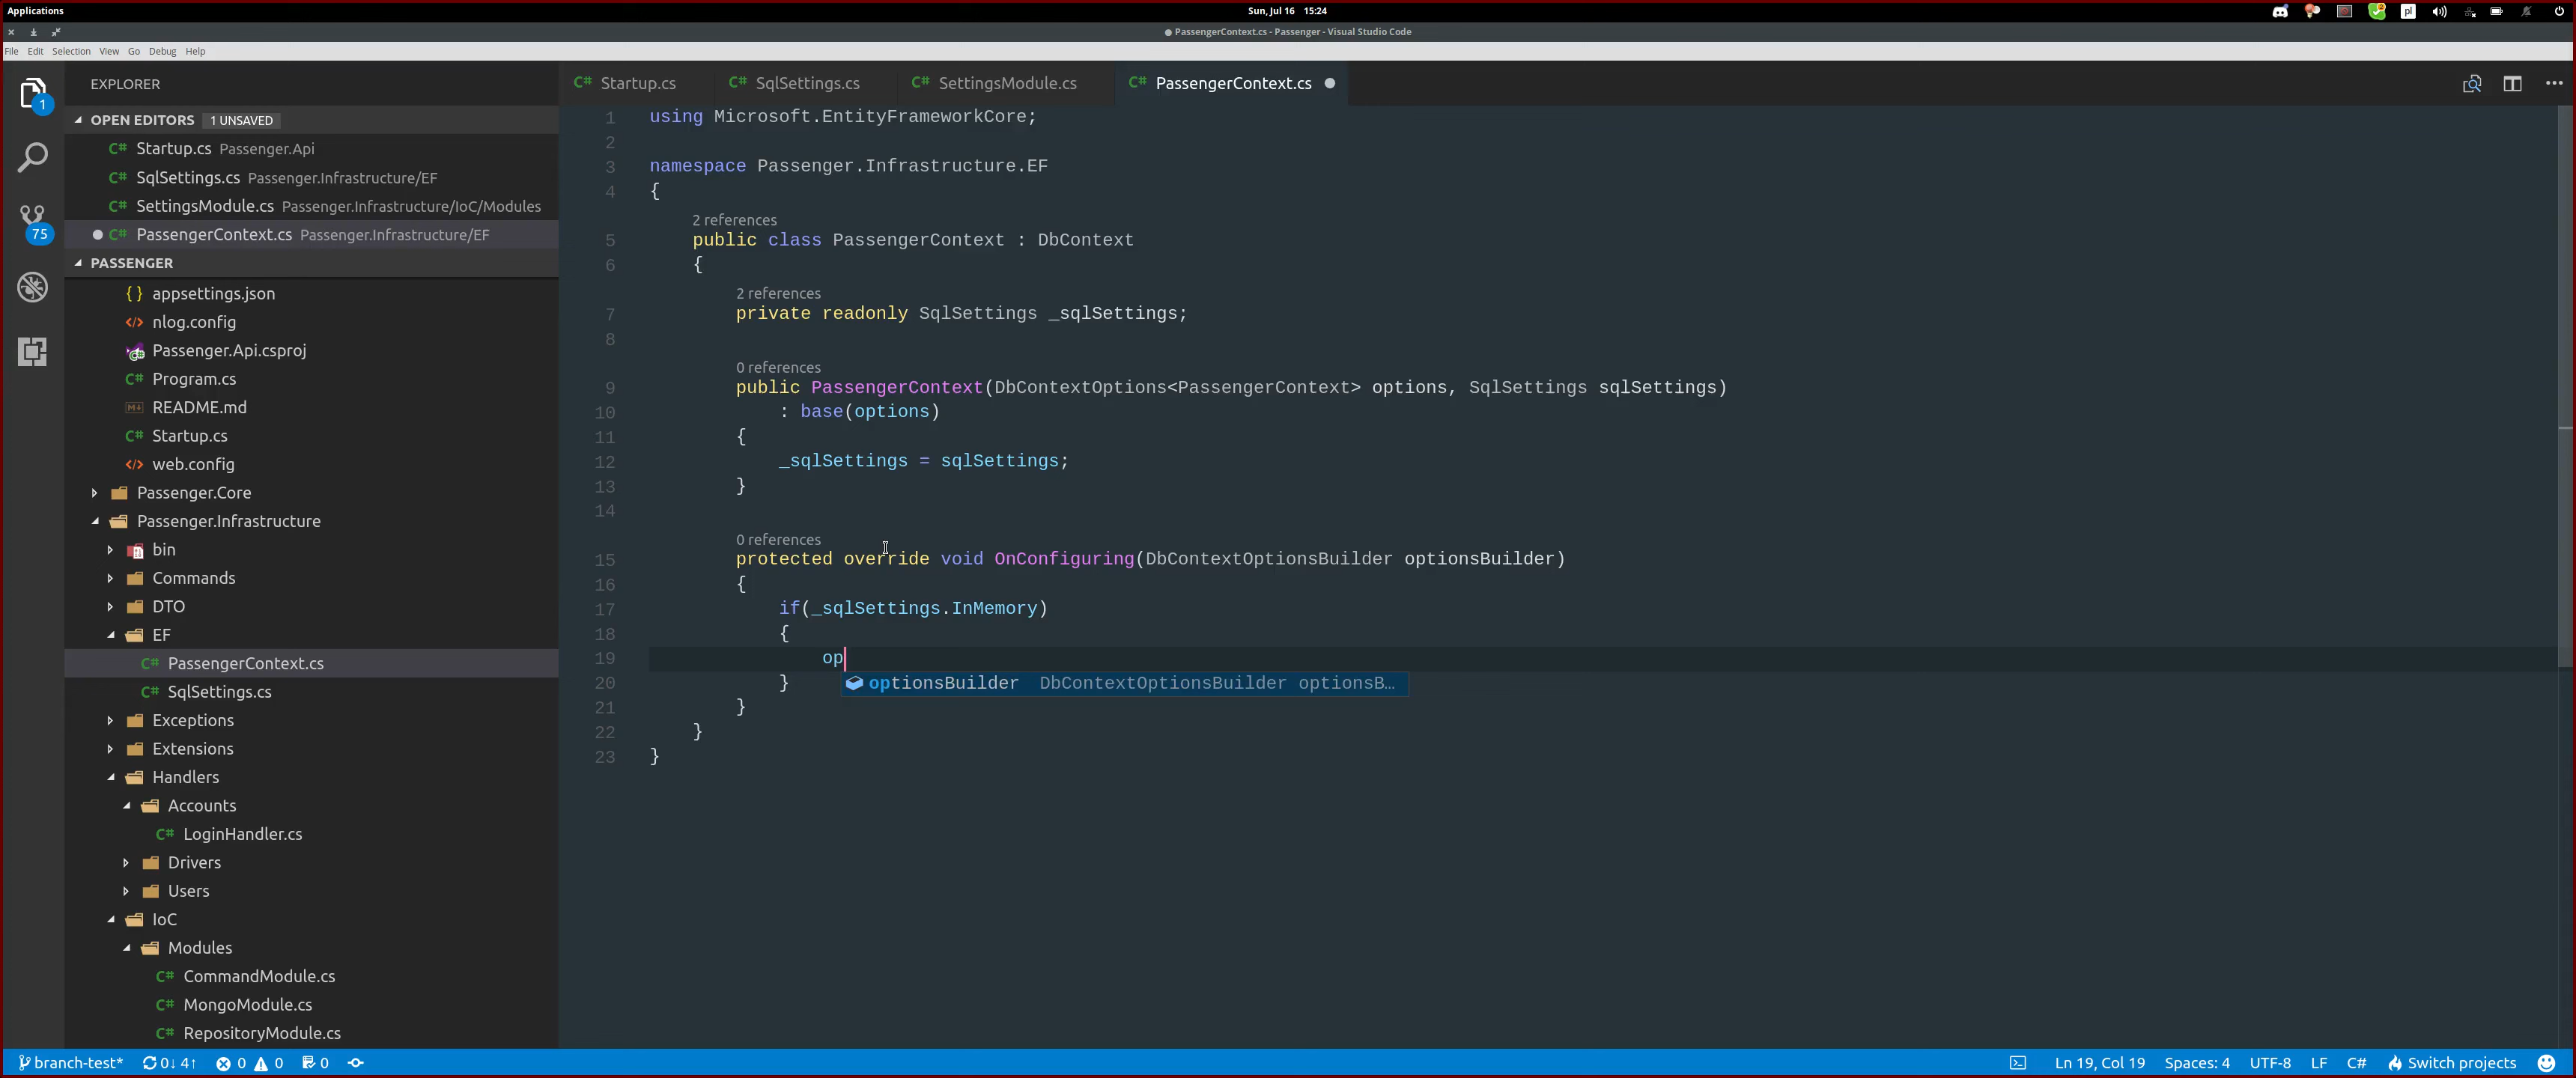 Applications
Sun, Jul 16 15:24
pl
● PassengerContext.cs - Passenger - Visual Studio Code
File Edit Selection View Go Debug Help
EXPLORER
1
75
OPEN EDITORS 1 UNSAVED
C# Startup.cs Passenger.Api
C# SqlSettings.cs Passenger.Infrastructure/EF
C# SettingsModule.cs Passenger.Infrastructure/IoC/Modules
C# PassengerContext.cs Passenger.Infrastructure/EF
PASSENGER
{ } appsettings.json
</> nlog.config
Passenger.Api.csproj
C# Program.cs
README.md
C# Startup.cs
</> web.config
Passenger.Core
Passenger.Infrastructure
bin
Commands
DTO
EF
C# PassengerContext.cs
C# SqlSettings.cs
Exceptions
Extensions
Handlers
Accounts
C# LoginHandler.cs
Drivers
Users
IoC
Modules
C# CommandModule.cs
C# MongoModule.cs
C# RepositoryModule.cs
C# Startup.cs C# SqlSettings.cs C# SettingsModule.cs C# PassengerContext.cs
1 using Microsoft.EntityFrameworkCore;
2
3 namespace Passenger.Infrastructure.EF
4 {
2 references
5 public class PassengerContext : DbContext
6 {
2 references
7 private readonly SqlSettings _sqlSettings;
8
0 references
9 public PassengerContext(DbContextOptions<PassengerContext> options, SqlSettings sqlSettings)
10 : base(options)
11 {
12 _sqlSettings = sqlSettings;
13 }
14
0 references
15 protected override void OnConfiguring(DbContextOptionsBuilder optionsBuilder)
16 {
17 if(_sqlSettings.InMemory)
18 {
19 op
20 }
optionsBuilder DbContextOptionsBuilder optionsB…
21 }
22 }
23 }
branch-test* 0↓ 4↑ 0 0 0
Ln 19, Col 19 Spaces: 4 UTF-8 LF C# Switch projects